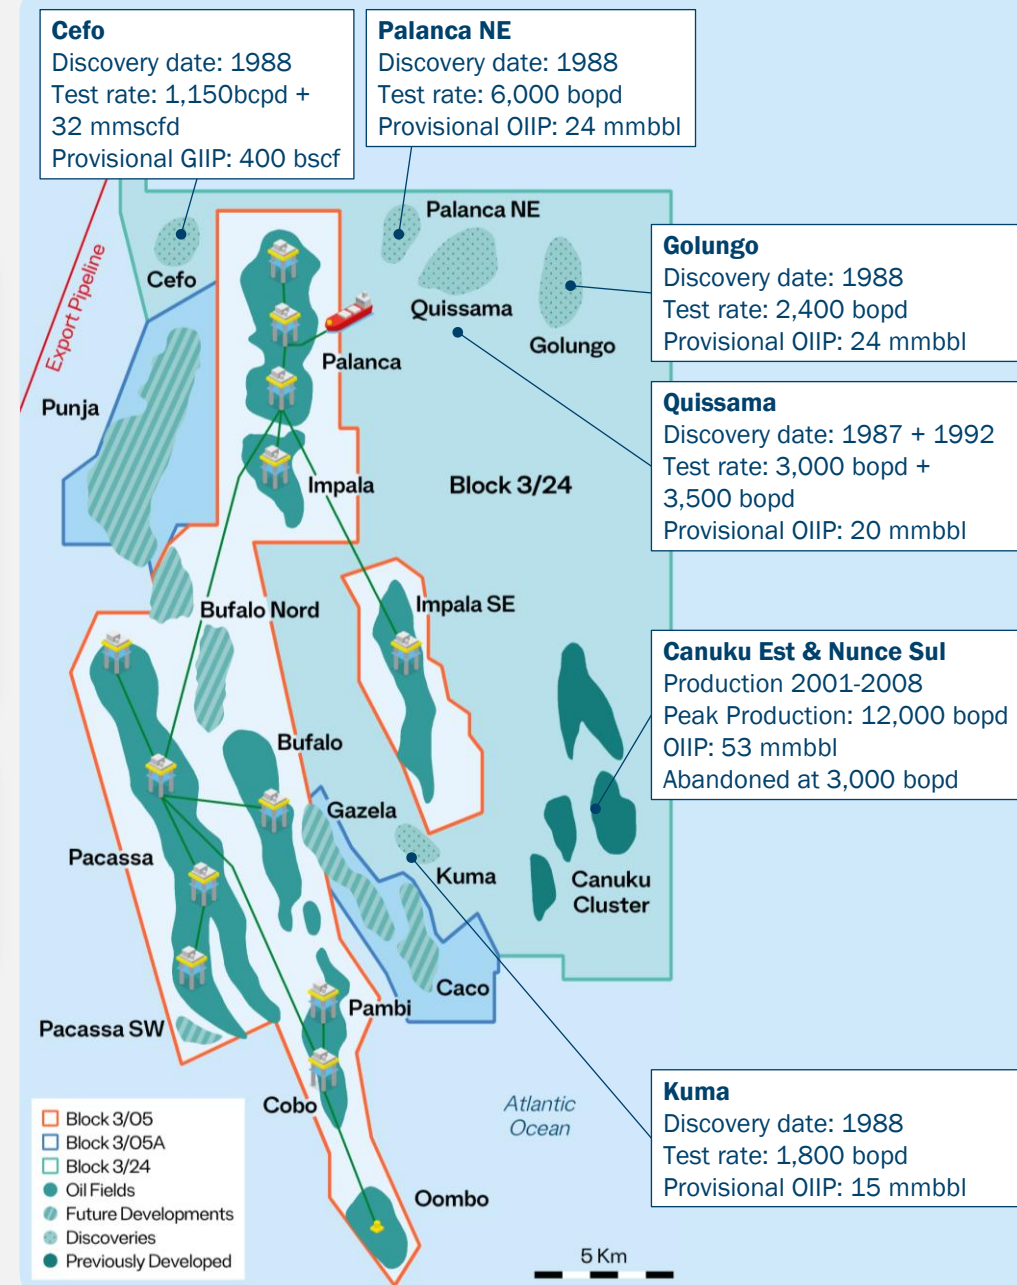 Cefo
Discovery date: 1988
Test rate: 1,150bcpd +
32 mmscfd
Provisional GIIP: 400 bscf
Palanca NE
Discovery date: 1988
Test rate: 6,000 bopd
Provisional OIIP: 24 mmbbl
Export Pipeline
Cefo
Palanca NE
Quissama
Golungo
Golungo
Discovery date: 1988
Test rate: 2,400 bopd
Provisional OIIP: 24 mmbbl
Palanca
Punja
Quissama
Discovery date: 1987 + 1992
Test rate: 3,000 bopd +
3,500 bopd
Provisional OIIP: 20 mmbbl
Impala
Block 3/24
Bufalo Nord
Impala SE
Canuku Est & Nunce Sul
Production 2001-2008
Peak Production: 12,000 bopd
OIIP: 53 mmbbl
Abandoned at 3,000 bopd
Bufalo
Gazela
Pacassa
Kuma
Canuku
Cluster
Caco
Pambi
Pacassa SW
Cobo
Atlantic
Ocean
Kuma
Discovery date: 1988
Test rate: 1,800 bopd
Provisional OIIP: 15 mmbbl
Oombo
Block 3/05
Block 3/05A
Block 3/24
Oil Fields
Future Developments
Discoveries
Previously Developed
5 Km